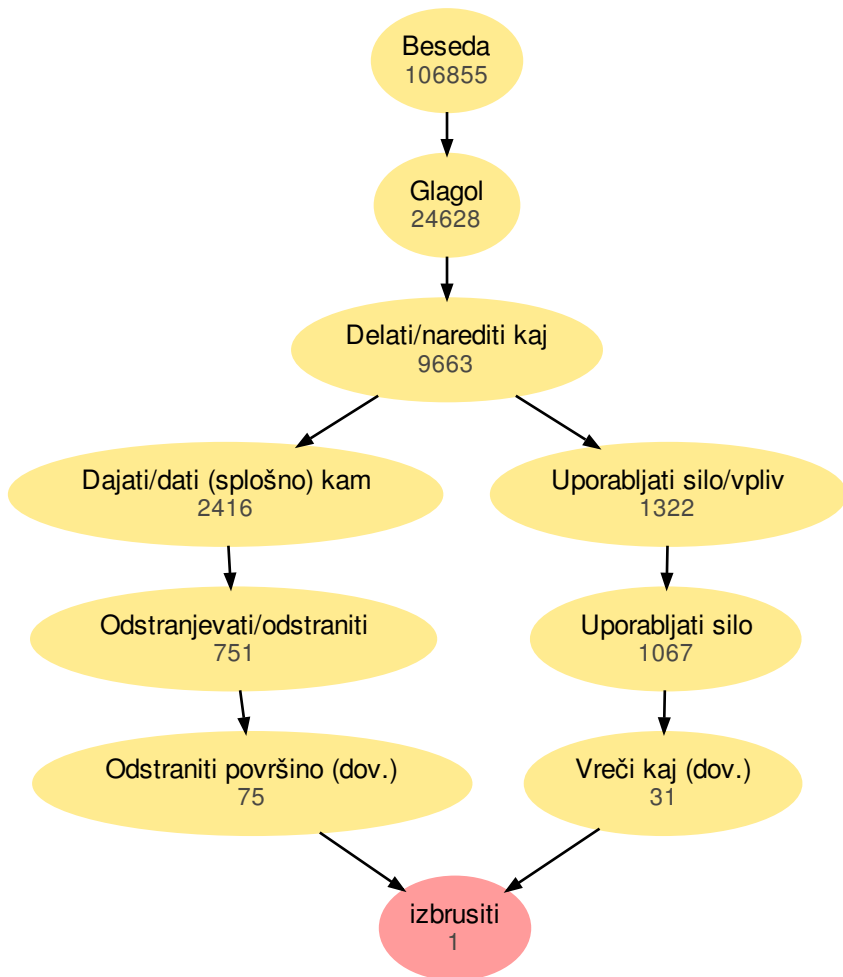 Beseda
106855
Glagol
24628
Delati/narediti kaj
9663
Dajati/dati (splošno) kam
2416
Uporabljati silo/vpliv
1322
Odstranjevati/odstraniti
751
Uporabljati silo
1067
Odstraniti površino (dov.)
75
Vreči kaj (dov.)
31
izbrusiti
1